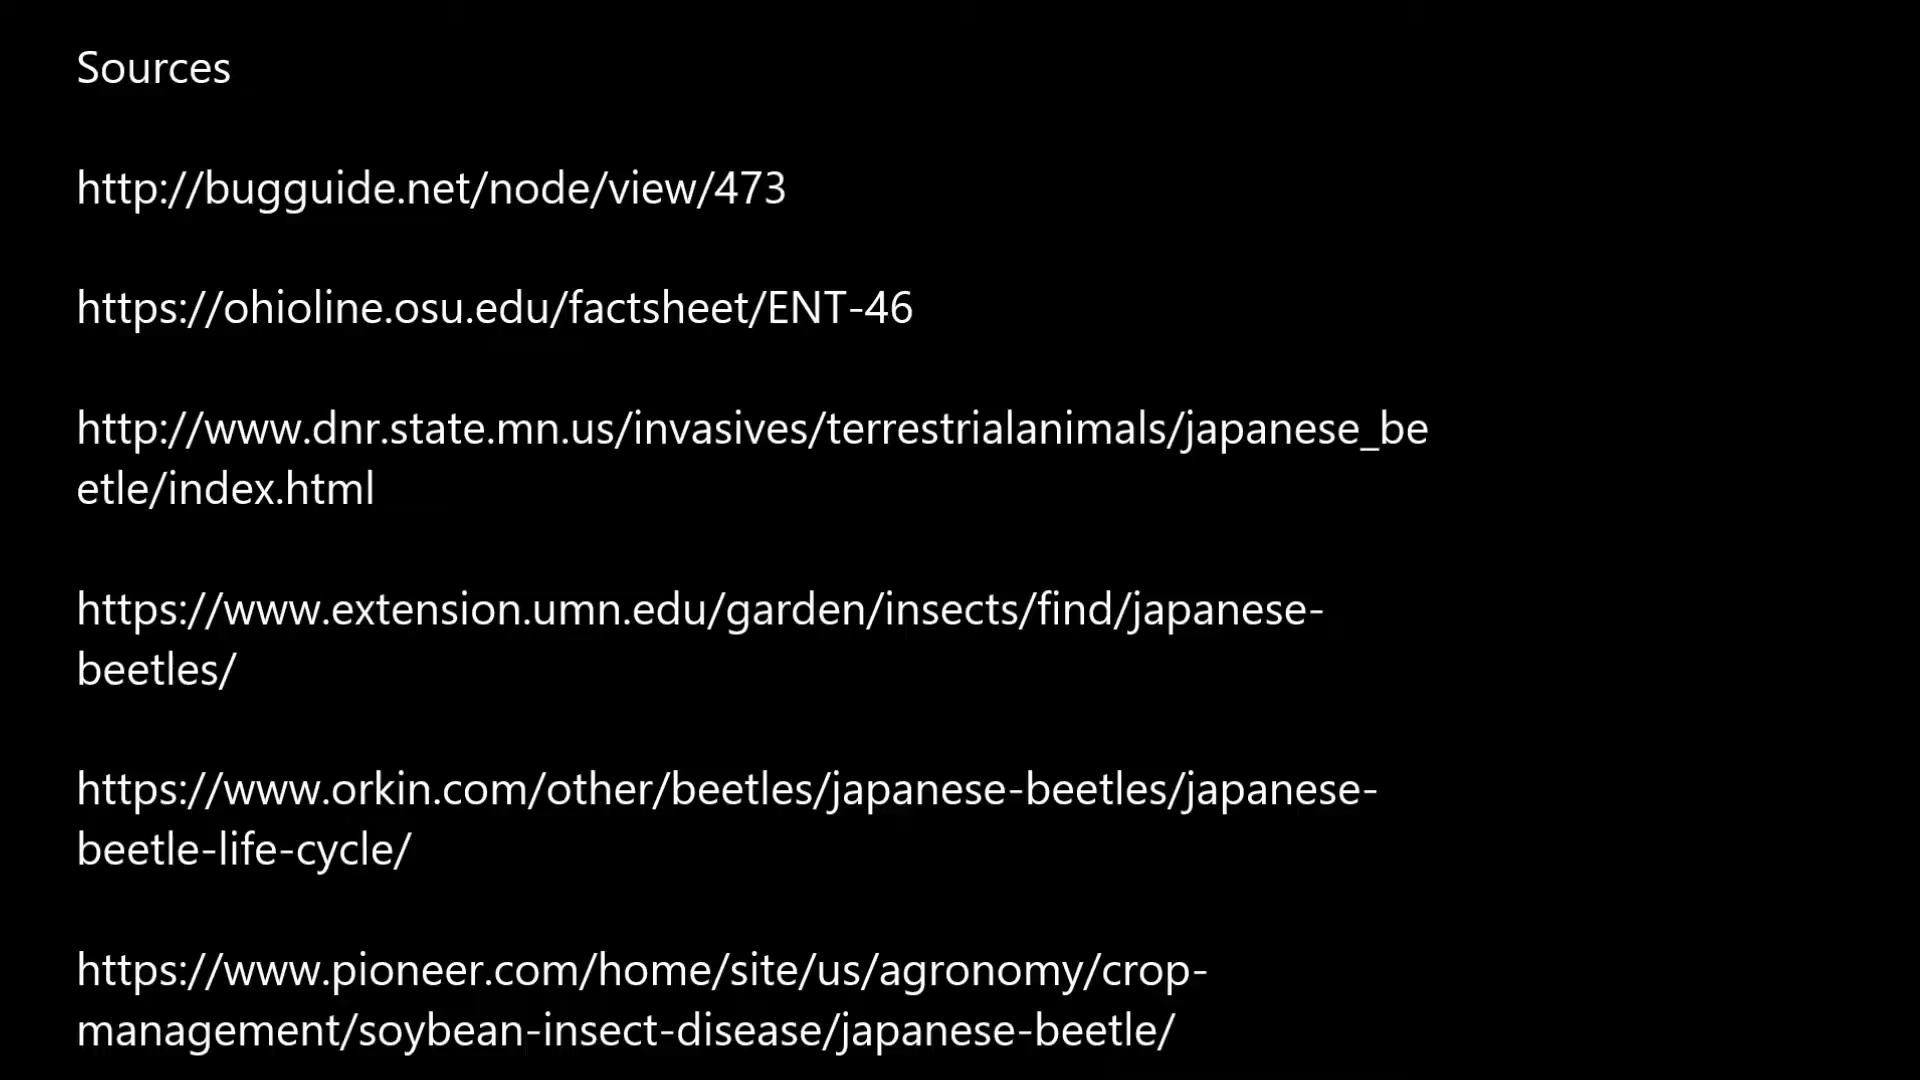 Sources
http://bugguide.net/node/view/473
https://ohioline.osu.edu/factsheet/ENT-46
http://www.dnr.state.mn.us/invasives/terrestrialanimals/japanese_be
etle/index.html
https://www.extension.umn.edu/garden/insects/find/japanese-
beetles/
https://www.orkin.com/other/beetles/japanese-beetles/japanese-
beetle-life-cycle/
https://www.pioneer.com/home/site/us/agronomy/crop-
management/soybean-insect-disease/japanese-beetle/